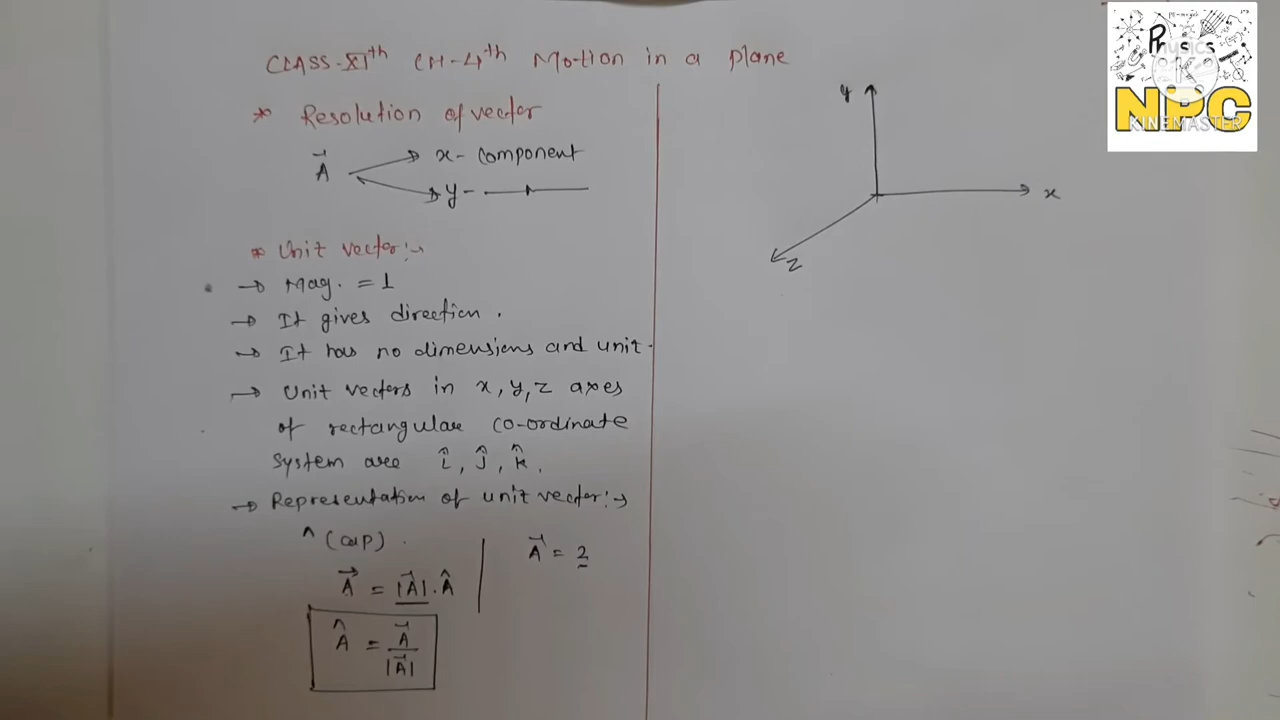 CLASS-XIth CH-4th Motion in a plane
* Resolution of vector
A⃗ → x- component
→ y- —〃—
* Unit vector:-
→ Mag. = 1
→ It gives direction.
→ It has no dimensions and unit.
→ Unit vectors in x, y, z axes
of rectangular co-ordinate
system are î, ĵ, k̂.
→ Representation of unit vector:→
^ (cap).
A⃗ = |A⃗|.Â
 = A⃗ / |A⃗|
A⃗ = 2
y
x
z
Physics
NPC
KINEMASTER